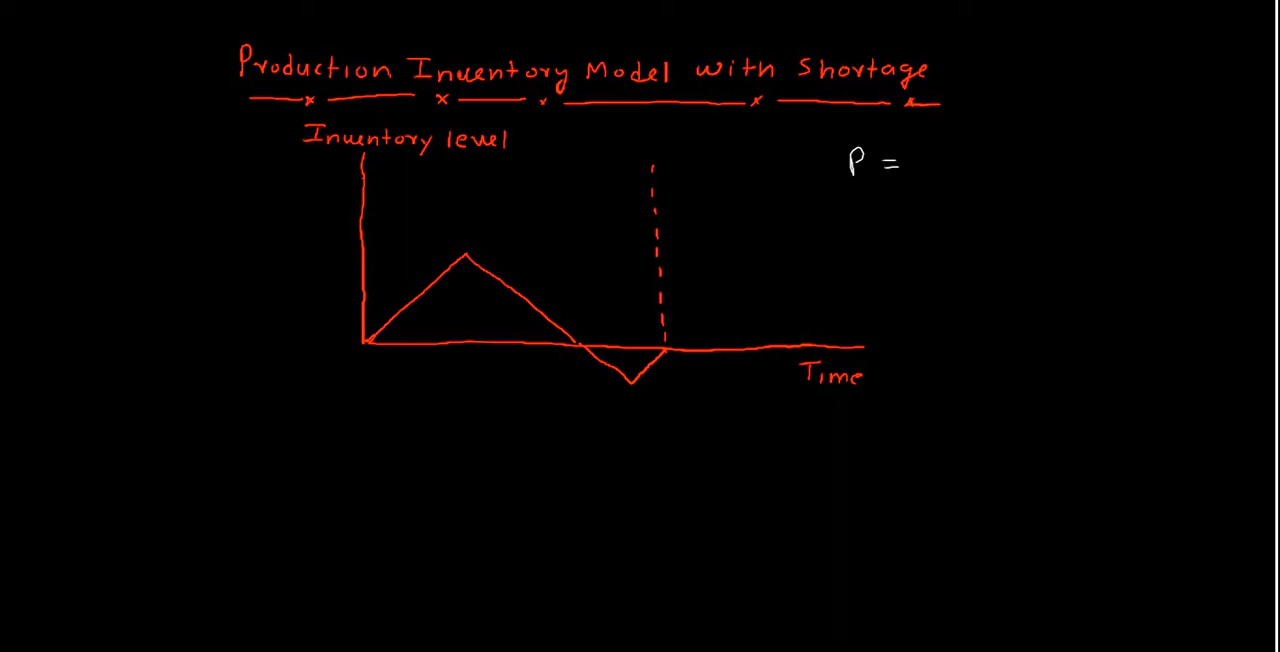 Production Inventory Model with Shortage
Inventory level
P =
Time